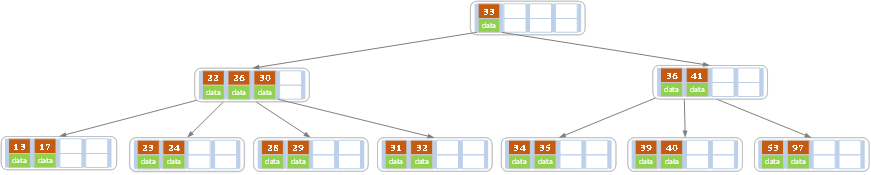 33
data
22 26 30
data data data
36 41
data data
13 17
data data
23 24
data data
28 29
data data
31 32
data data
34 35
data data
39 40
data data
53 97
data data